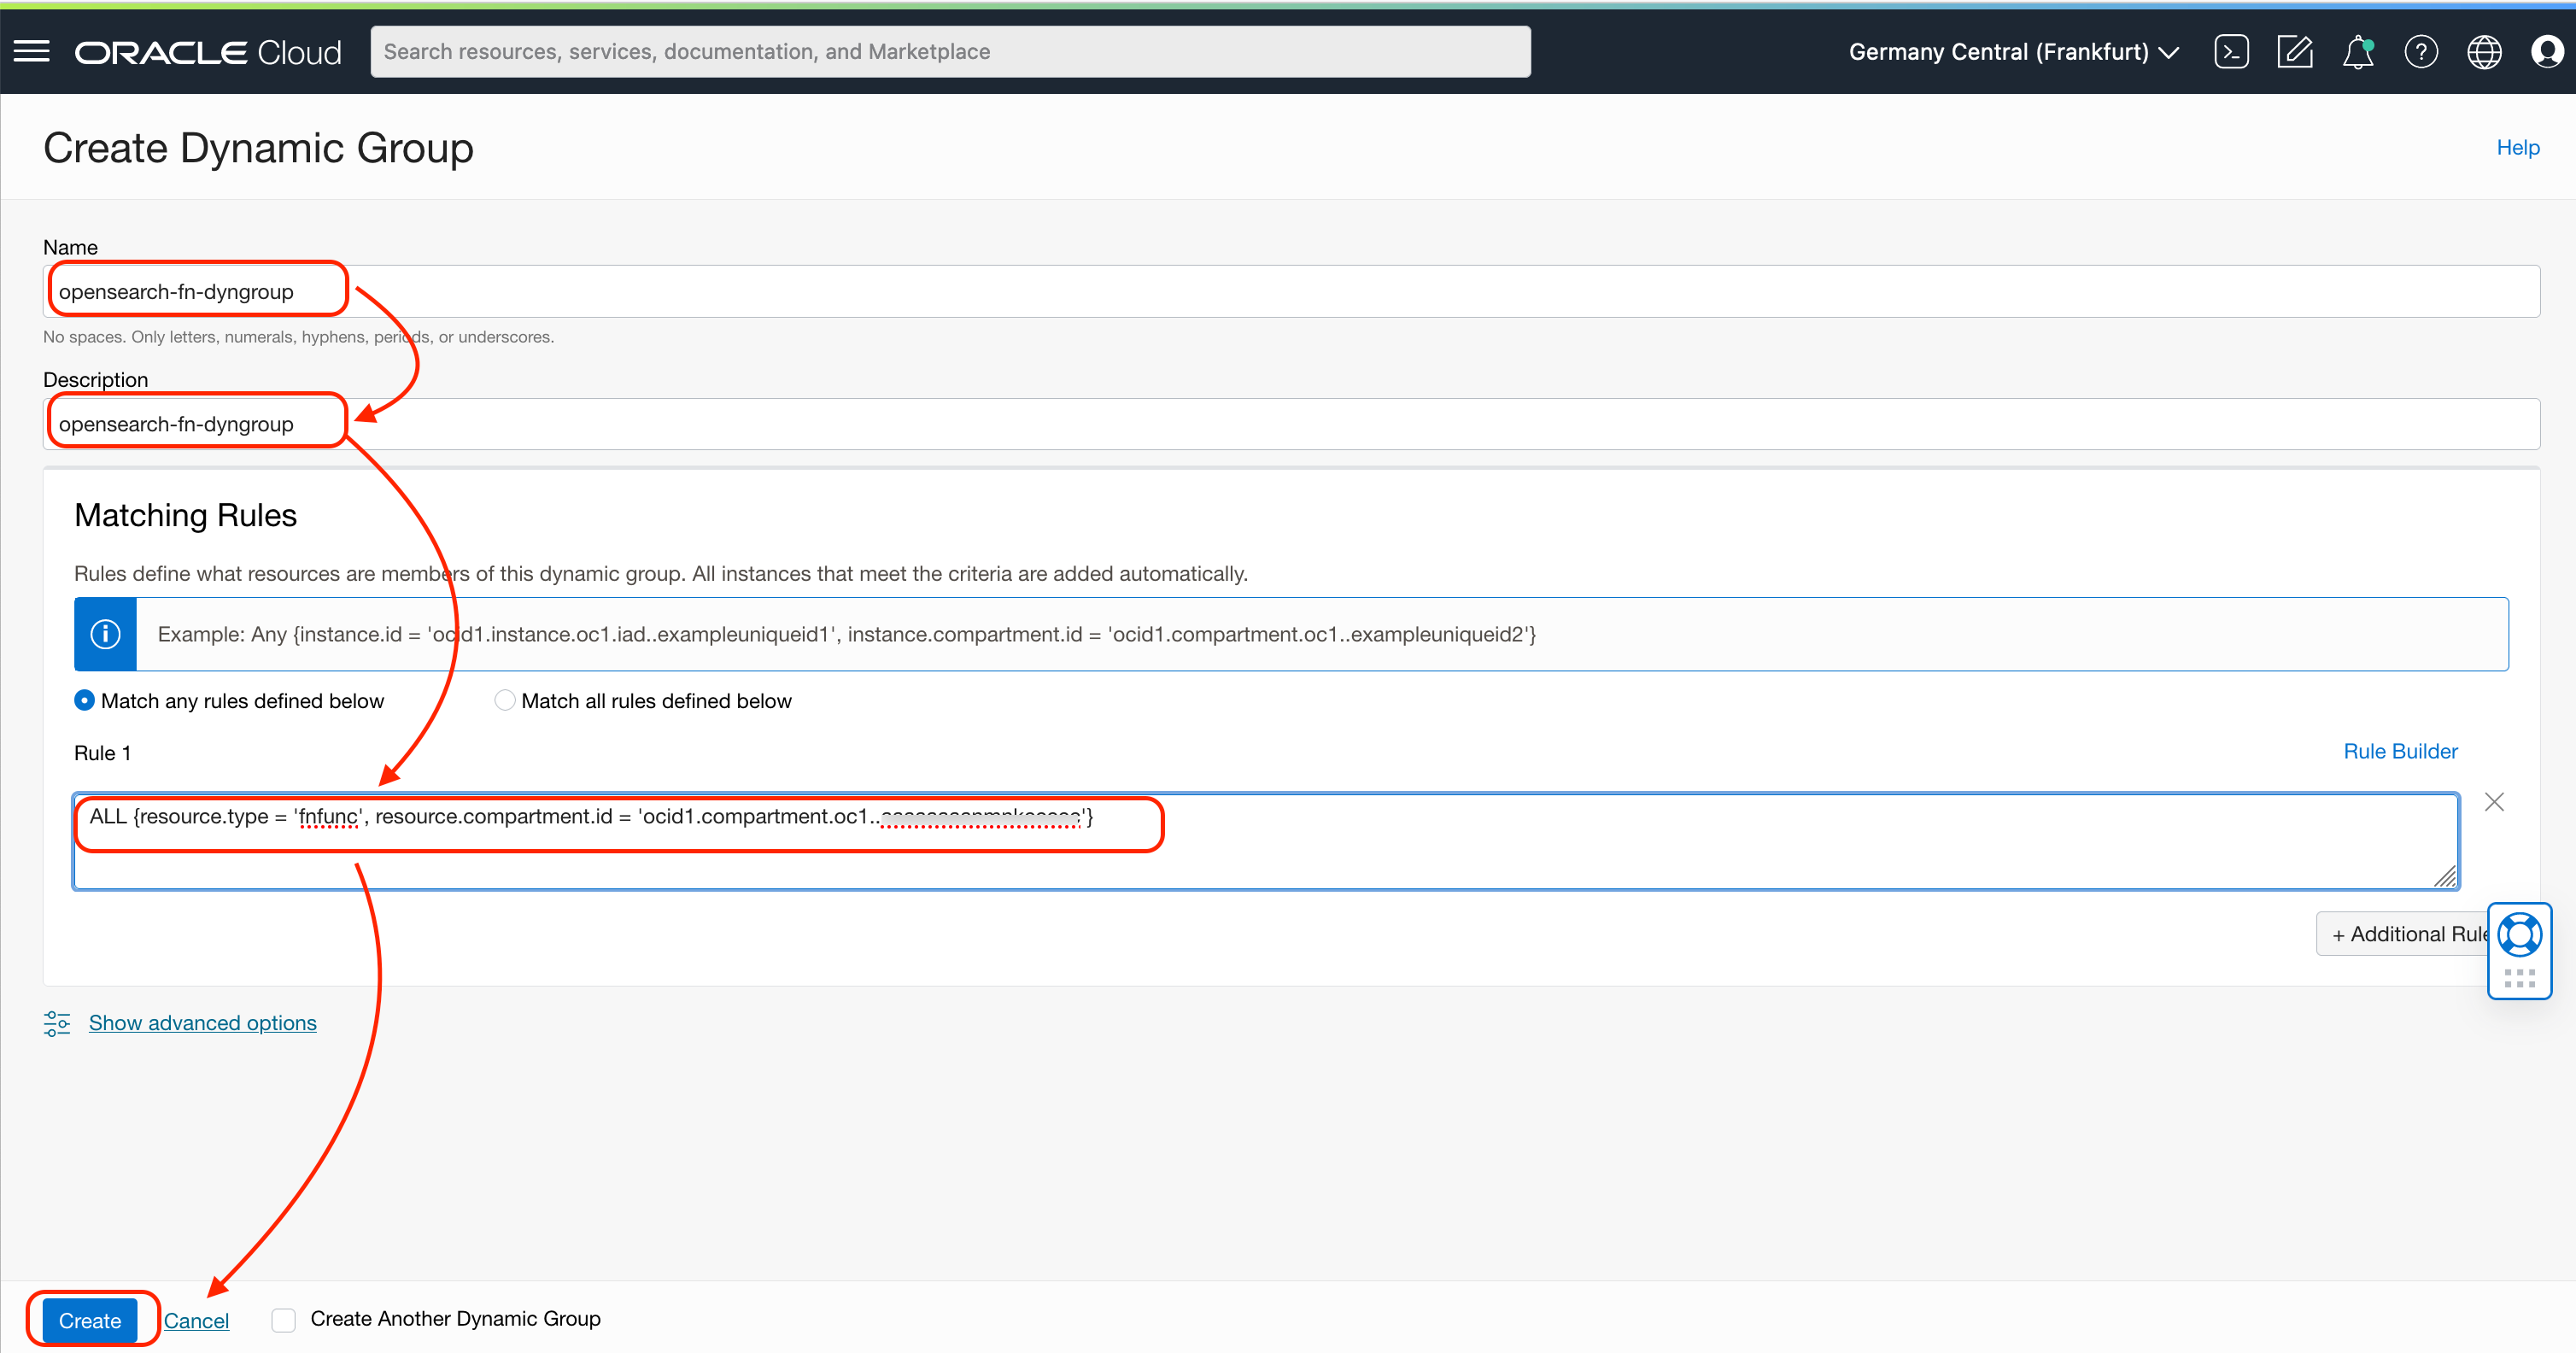 ORACLE Cloud
Search resources, services, documentation, and Marketplace
Germany Central (Frankfurt)
Create Dynamic Group
Help
Name
opensearch-fn-dyngroup
No spaces. Only letters, numerals, hyphens, periods, or underscores.
Description
opensearch-fn-dyngroup
Matching Rules
Rules define what resources are members of this dynamic group. All instances that meet the criteria are added automatically.
Example: Any {instance.id = 'ocid1.instance.oc1.iad..exampleuniqueid1', instance.compartment.id = 'ocid1.compartment.oc1..exampleuniqueid2'}
Match any rules defined below
Match all rules defined below
Rule 1
Rule Builder
ALL {resource.type = 'fnfunc', resource.compartment.id = 'ocid1.compartment.oc1..'}
+ Additional Rule
Show advanced options
Create
Cancel
Create Another Dynamic Group